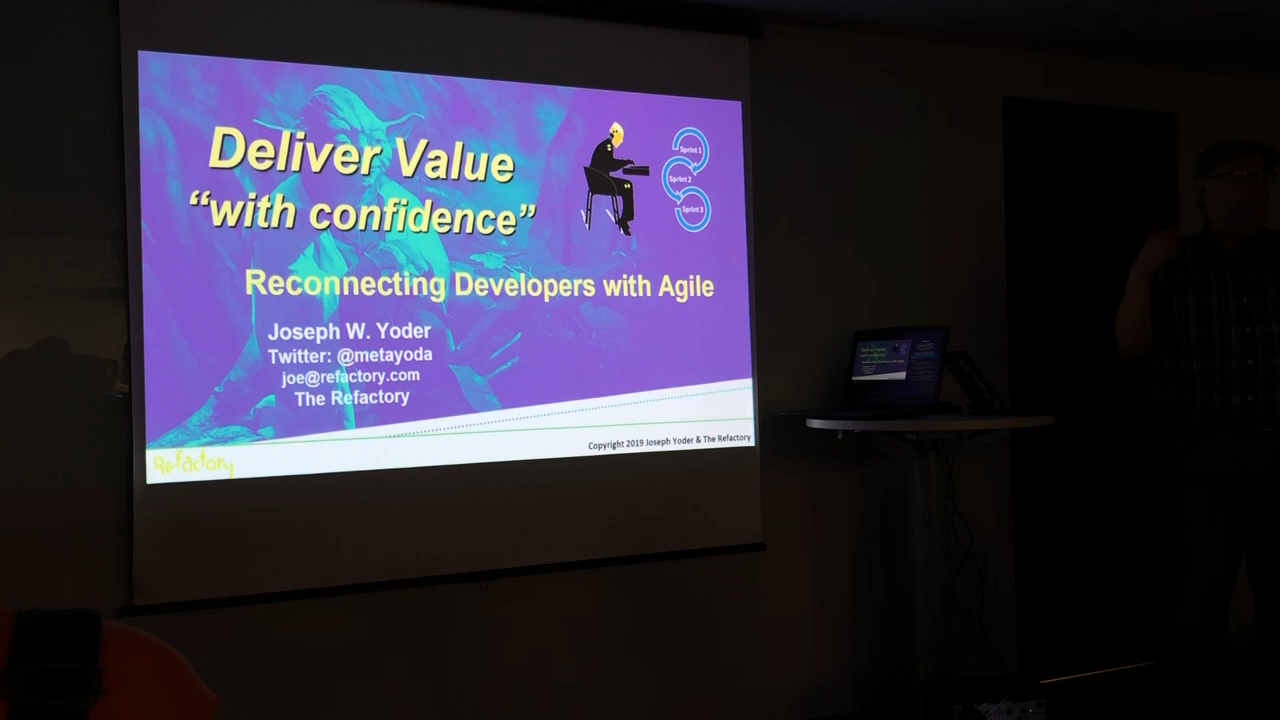 Deliver Value
“with confidence”
Sprint 1
Sprint 2
Sprint 3
Reconnecting Developers with Agile
Joseph W. Yoder
Twitter: @metayoda
joe@refactory.com
The Refactory
Copyright 2019 Joseph Yoder & The Refactory
Refactory